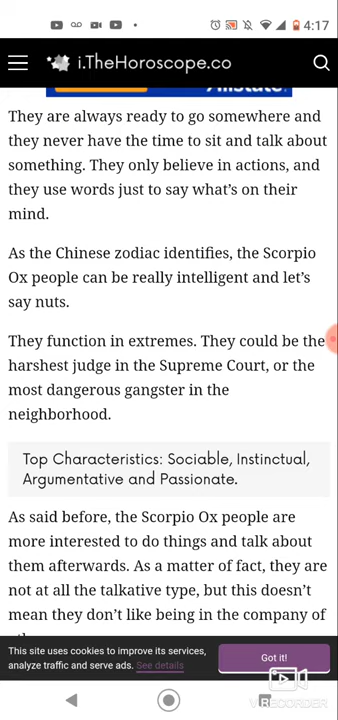 4:17
i.TheHoroscope.co
Allstate.
They are always ready to go somewhere and
they never have the time to sit and talk about
something. They only believe in actions, and
they use words just to say what's on their
mind.
As the Chinese zodiac identifies, the Scorpio
Ox people can be really intelligent and let's
say nuts.
They function in extremes. They could be the
harshest judge in the Supreme Court, or the
most dangerous gangster in the
neighborhood.
Top Characteristics: Sociable, Instinctual,
Argumentative and Passionate.
As said before, the Scorpio Ox people are
more interested to do things and talk about
them afterwards. As a matter of fact, they are
not at all the talkative type, but this doesn't
mean they don't like being in the company of
This site uses cookies to improve its services,
analyze traffic and serve ads. See details
Got it!
RECORDER